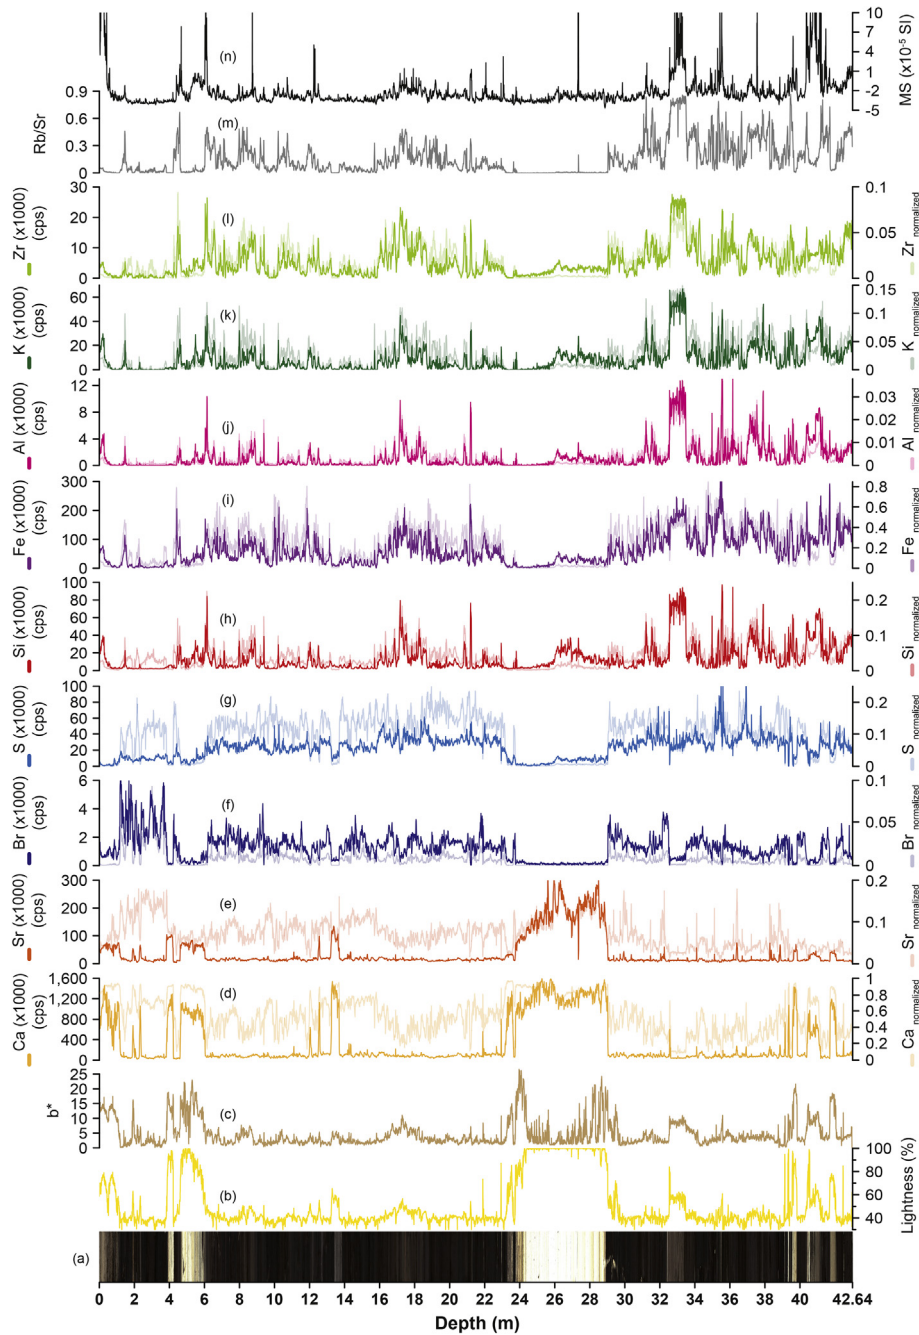 10
7
4
1
-2
-5
MS (x10⁻⁵ SI)
(n)
0.9
0.6
0.3
0
Rb/Sr
(m)
30
20
10
0
Zr (x1000)
(cps)
(l)
0.1
0.05
0
Zr normalized
60
40
20
0
K (x1000)
(cps)
(k)
0.15
0.1
0.05
0
K normalized
12
8
4
0
Al (x1000)
(cps)
(j)
0.03
0.02
0.01
0
Al normalized
300
200
100
0
Fe (x1000)
(cps)
(i)
0.8
0.6
0.4
0.2
0
Fe normalized
100
80
60
40
20
0
Si (x1000)
(cps)
(h)
0.2
0.1
0
Si normalized
100
80
60
40
20
0
S (x1000)
(cps)
(g)
0.2
0.1
0
S normalized
6
4
2
0
Br (x1000)
(cps)
(f)
0.1
0.05
0
Br normalized
300
200
100
0
Sr (x1000)
(cps)
(e)
0.2
0.1
0
Sr normalized
1,600
1,200
800
400
0
Ca (x1000)
(cps)
(d)
1
0.8
0.6
0.4
0.2
0
Ca normalized
25
20
15
10
5
0
b*
(c)
100
80
60
40
Lightness (%)
(b)
(a)
0 2 4 6 8 10 12 14 16 18 20 22 24 26 28 30 32 34 36 38 40 42.64
Depth (m)